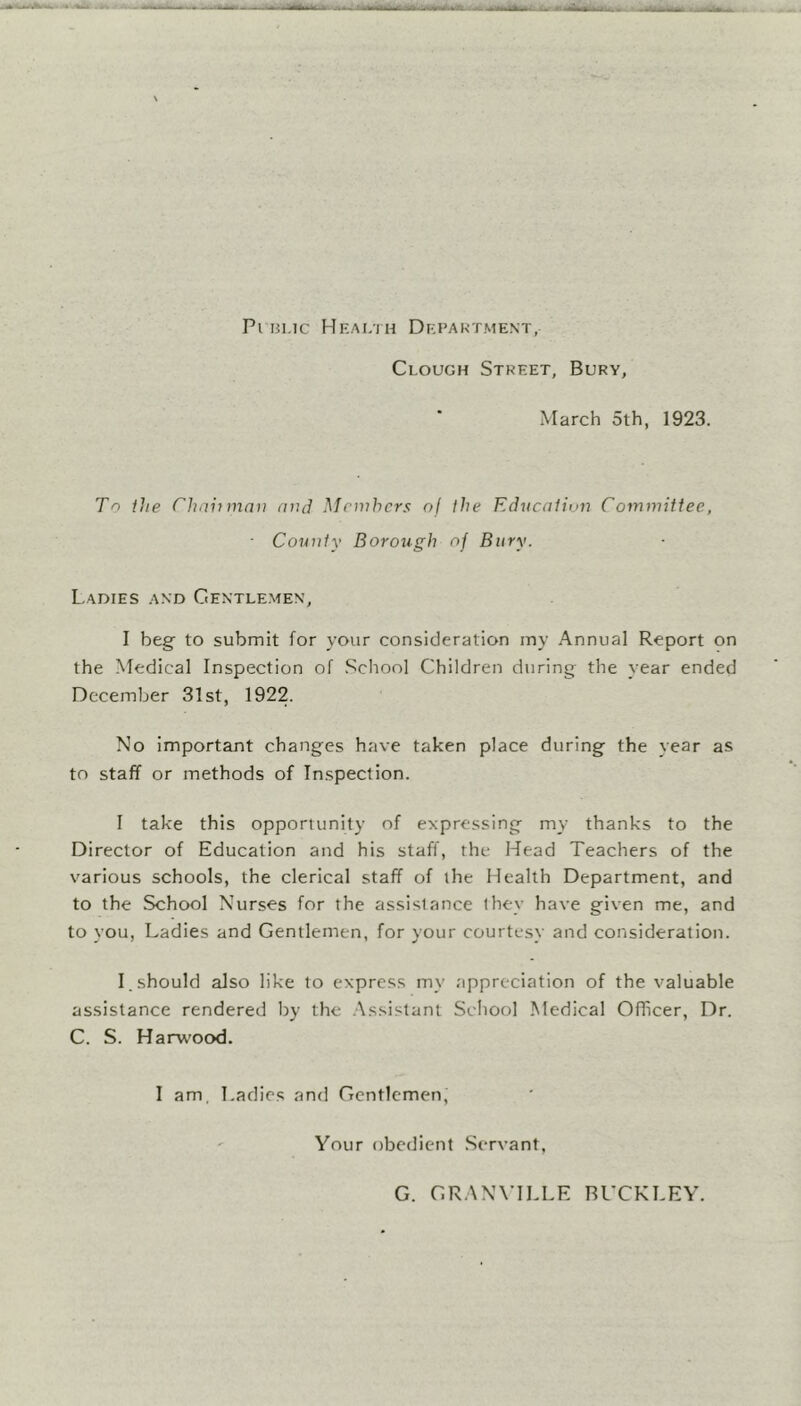 PUBLIC HEALTH DEPARTMENT,
CLOUGH STREET, BURY,
March 5th, 1923.
To the Chairman and Members of the Education Committee,
County Borough of Bury.
LADIES AND GENTLEMEN,
I beg to submit for your consideration my Annual Report on
the Medical Inspection of School Children during the year ended
December 31st, 1922.
No important changes have taken place during the year as
to staff or methods of Inspection.
I take this opportunity of expressing my thanks to the
Director of Education and his staff, the Head Teachers of the
various schools, the clerical staff of the Health Department, and
to the School Nurses for the assistance they have given me, and
to you, Ladies and Gentlemen, for your courtesy and consideration.
I should also like to express my appreciation of the valuable
assistance rendered by the Assistant School Medical Officer, Dr.
C. S. Harwood.
I am, Ladies and Gentlemen,
Your obedient Servant,
G. GRANVILLE BUCKLEY.